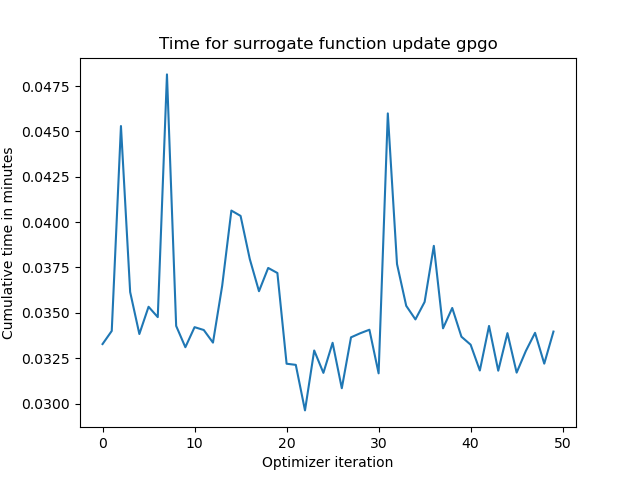 Time for surrogate function update gpgo
Cumulative time in minutes
0.0475
0.0450
0.0425
0.0400
0.0375
0.0350
0.0325
0.0300
0 10 20 30 40 50
Optimizer iteration